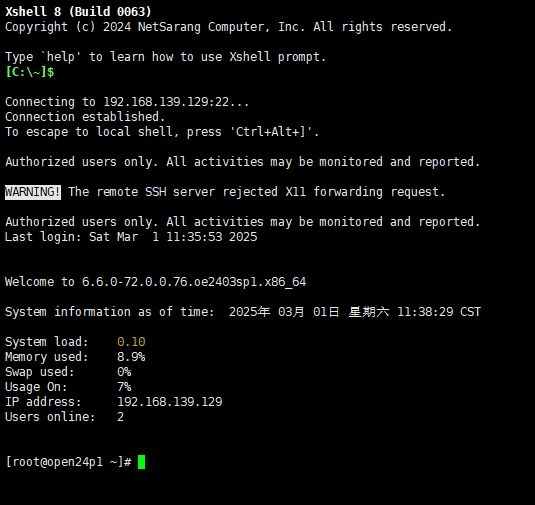 Xshell 8 (Build 0063)
Copyright (c) 2024 NetSarang Computer, Inc. All rights reserved.
Type `help' to learn how to use Xshell prompt.
[C:\~]$
Connecting to 192.168.139.129:22...
Connection established.
To escape to local shell, press 'Ctrl+Alt+]'.
Authorized users only. All activities may be monitored and reported.
WARNING! The remote SSH server rejected X11 forwarding request.
Authorized users only. All activities may be monitored and reported.
Last login: Sat Mar  1 11:35:53 2025
Welcome to 6.6.0-72.0.0.76.oe2403sp1.x86_64
System information as of time:  2025年 03月 01日 星期六 11:38:29 CST
System load:    0.10
Memory used:    8.9%
Swap used:      0%
Usage On:       7%
IP address:     192.168.139.129
Users online:   2
[root@open24p1 ~]#